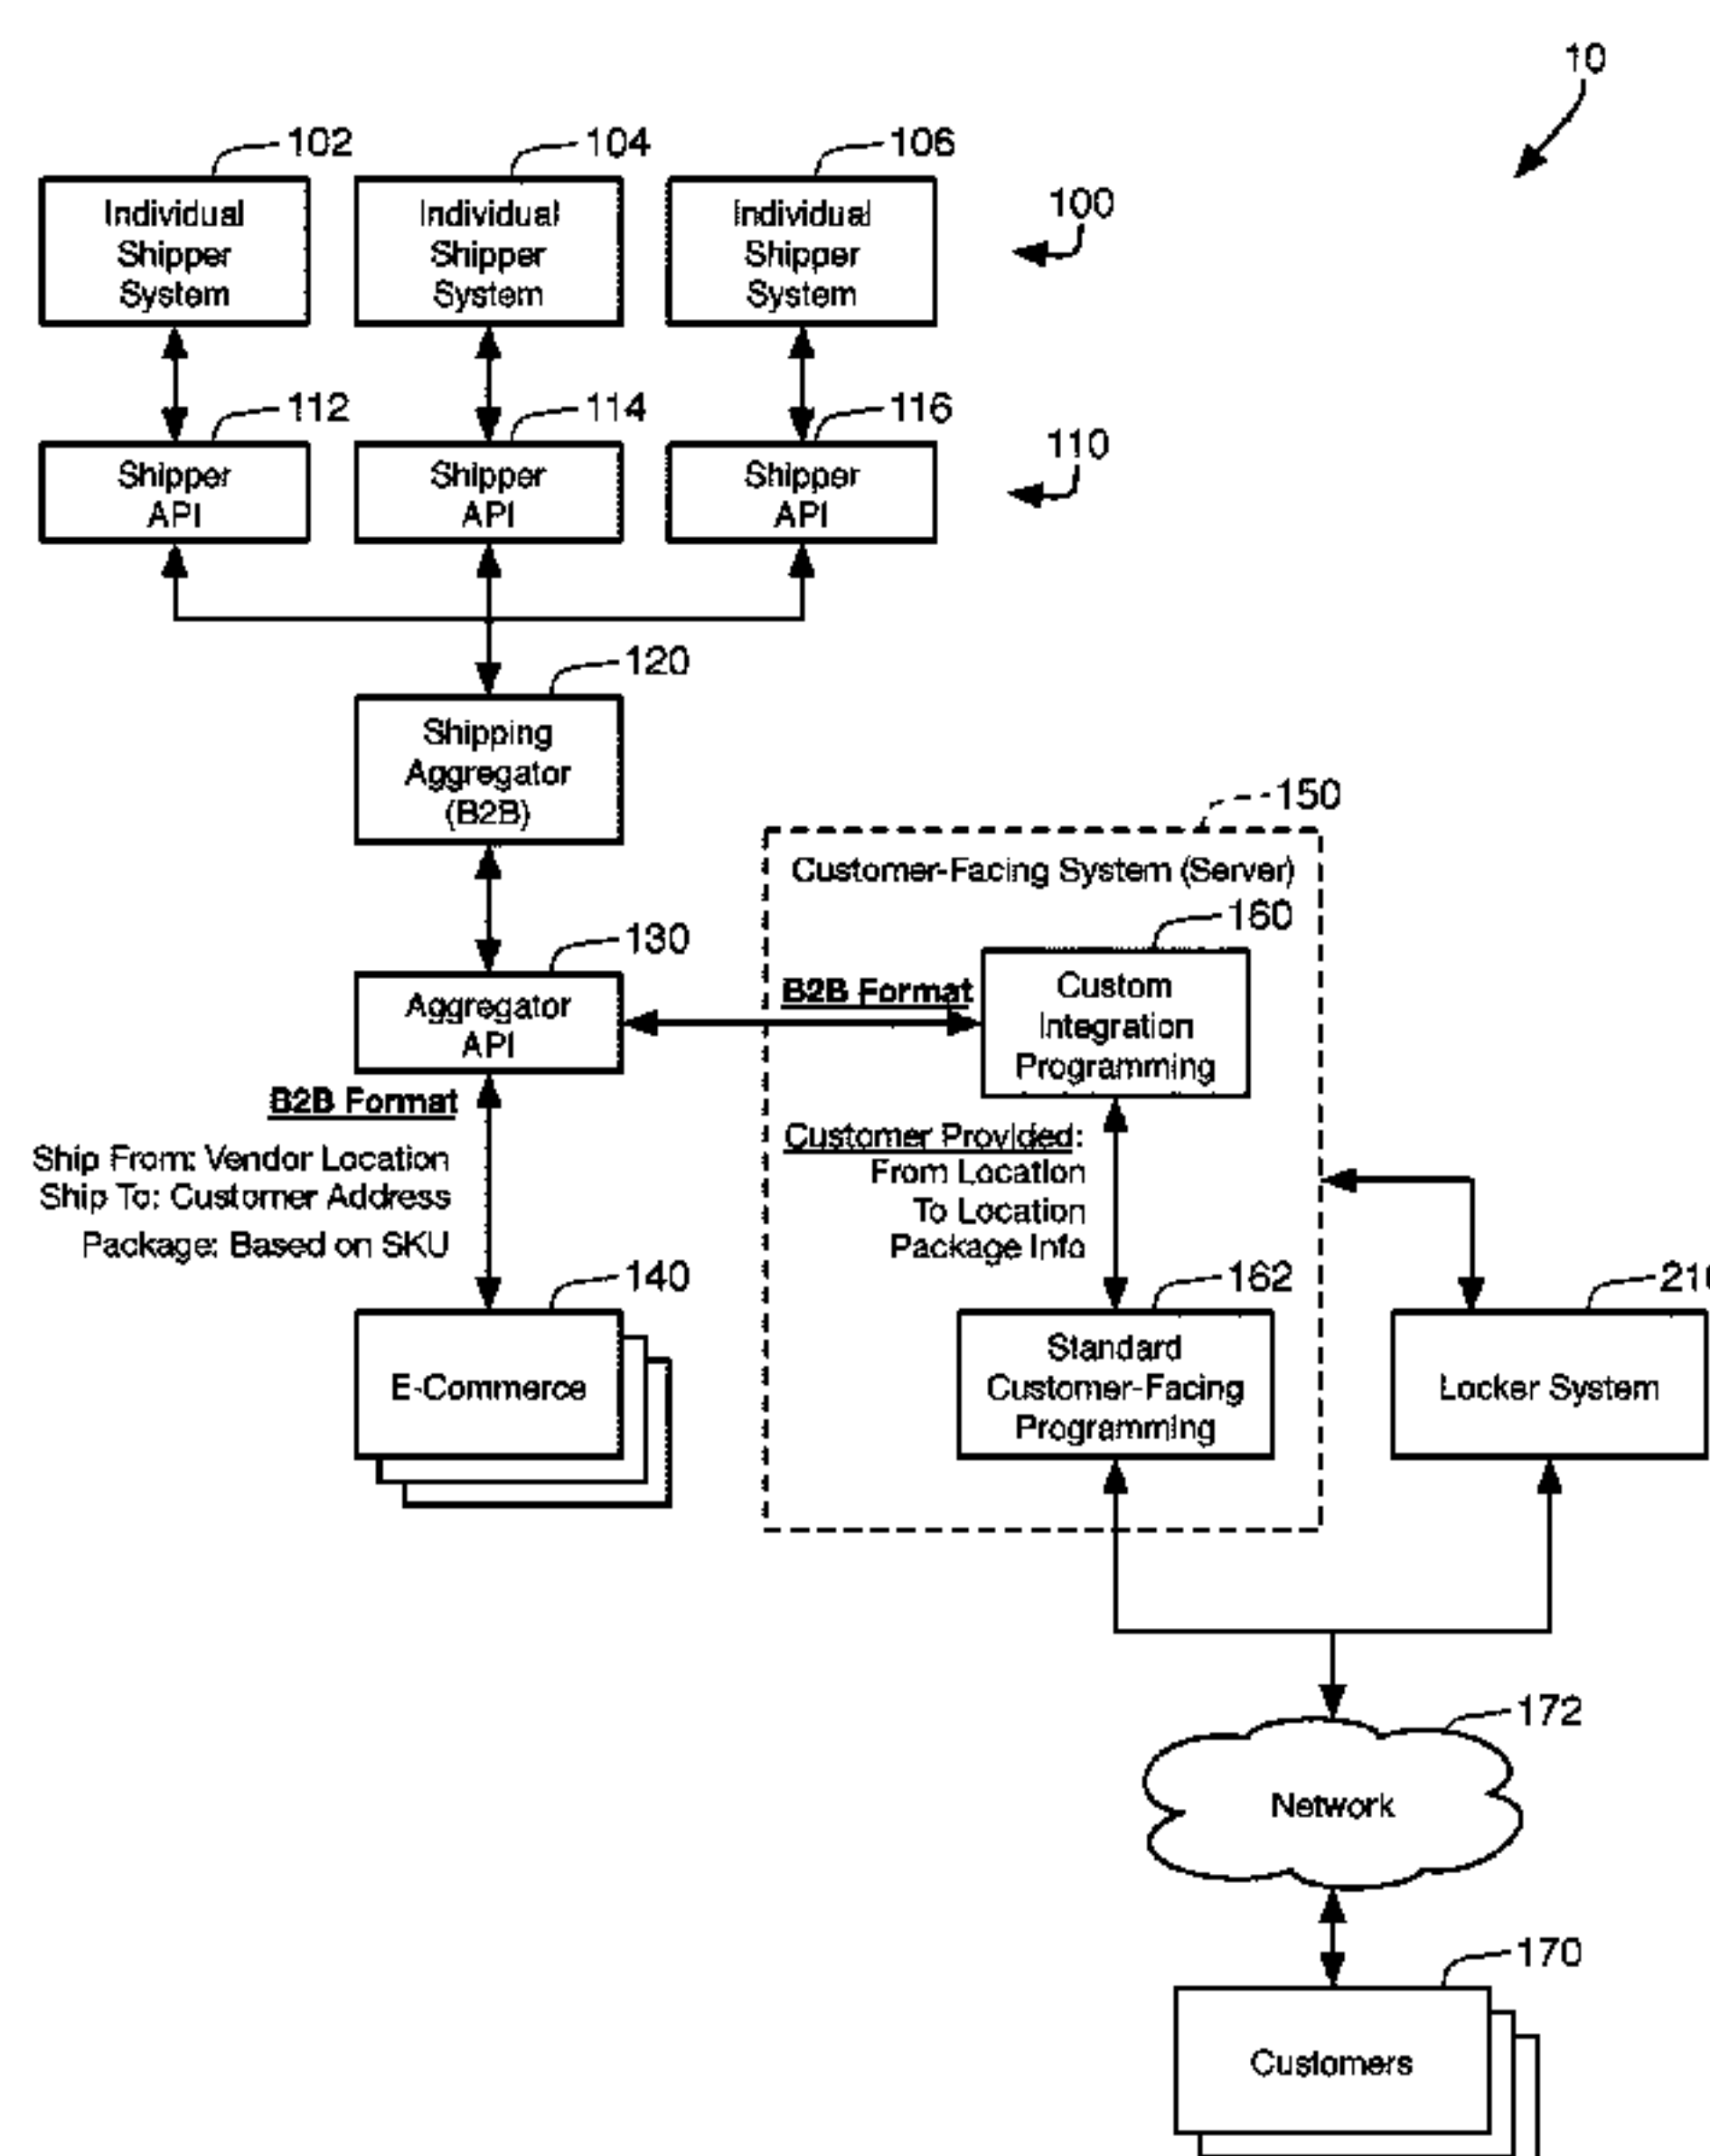 10
102
104
106
Individual
Shipper
System
Individual
Shipper
System
Individual
Shipper
System
100
112
114
116
Shipper
API
Shipper
API
Shipper
API
110
120
Shipping
Aggregator
(B2B)
150
Customer-Facing System (Server)
130
160
Aggregator
API
B2B Format
Custom
Integration
Programming
B2B Format
Ship From: Vendor Location
Ship To: Customer Address
Package: Based on SKU
Customer Provided:
From Location
To Location
Package Info
140
162
E-Commerce
Standard
Customer-Facing
Programming
Locker System
172
Network
170
Customers